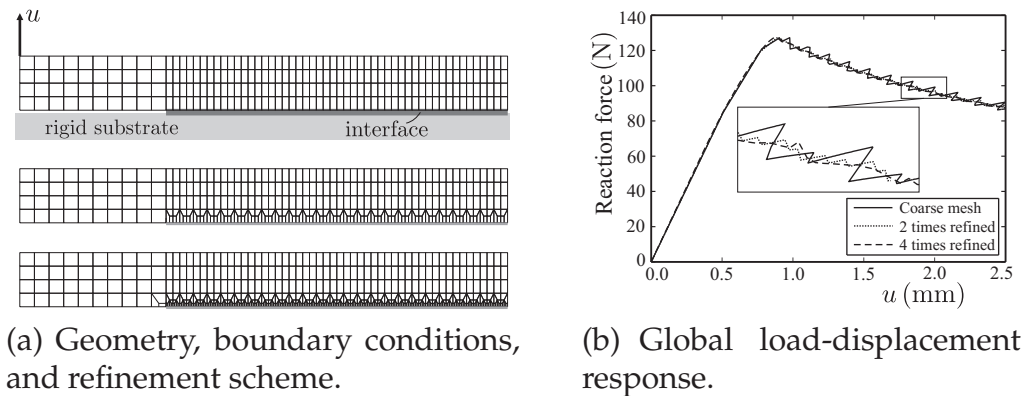 u
rigid substrate
interface
(a) Geometry, boundary conditions,
and refinement scheme.
Reaction force (N)
140
120
100
80
60
40
20
0
0.0
0.5
1.0
1.5
2.0
2.5
u (mm)
Coarse mesh
2 times refined
4 times refined
(b) Global load-displacement
response.